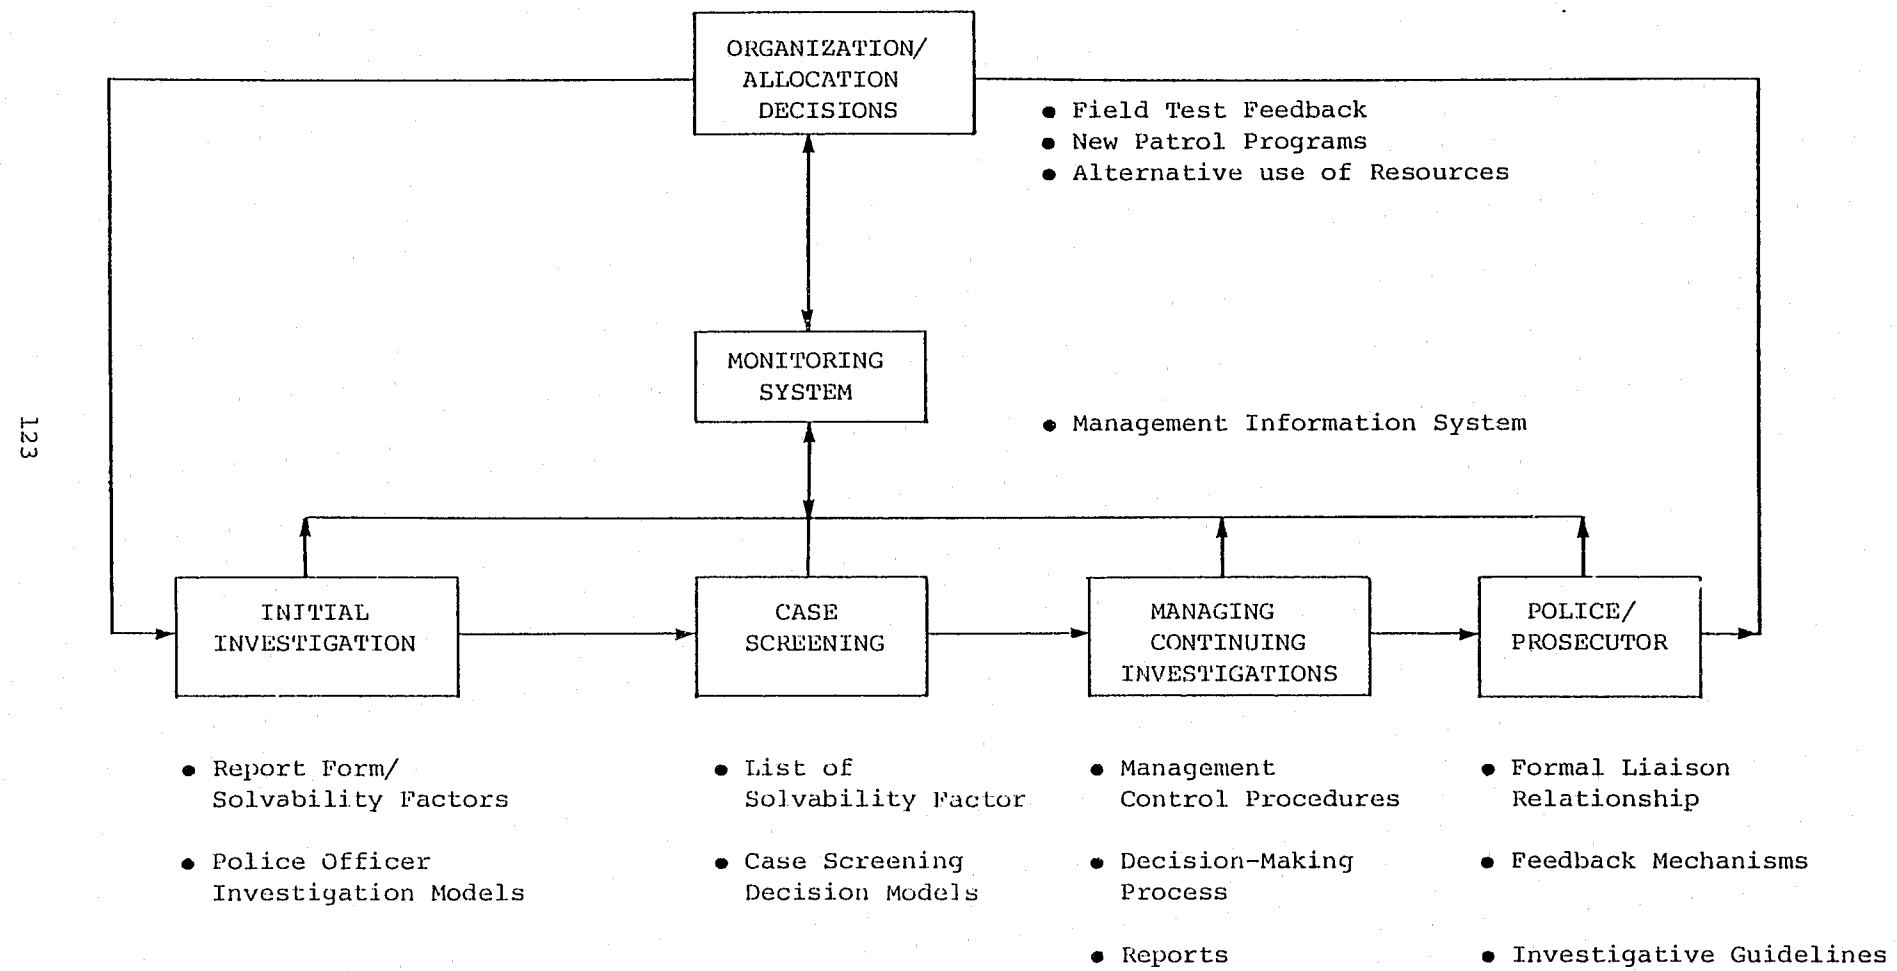 ORGANIZATION/
ALLOCATION
DECISIONS
● Field Test Feedback
● New Patrol Programs
● Alternative use of Resources
MONITORING
SYSTEM
● Management Information System
123
INITIAL
INVESTIGATION
CASE
SCREENING
MANAGING
CONTINUING
INVESTIGATIONS
POLICE/
PROSECUTOR
● Report Form/
Solvability Factors
● Police Officer
Investigation Models
● List of
Solvability Factor
● Case Screening
Decision Models
● Management
Control Procedures
● Decision-Making
Process
● Reports
● Formal Liaison
Relationship
● Feedback Mechanisms
● Investigative Guidelines